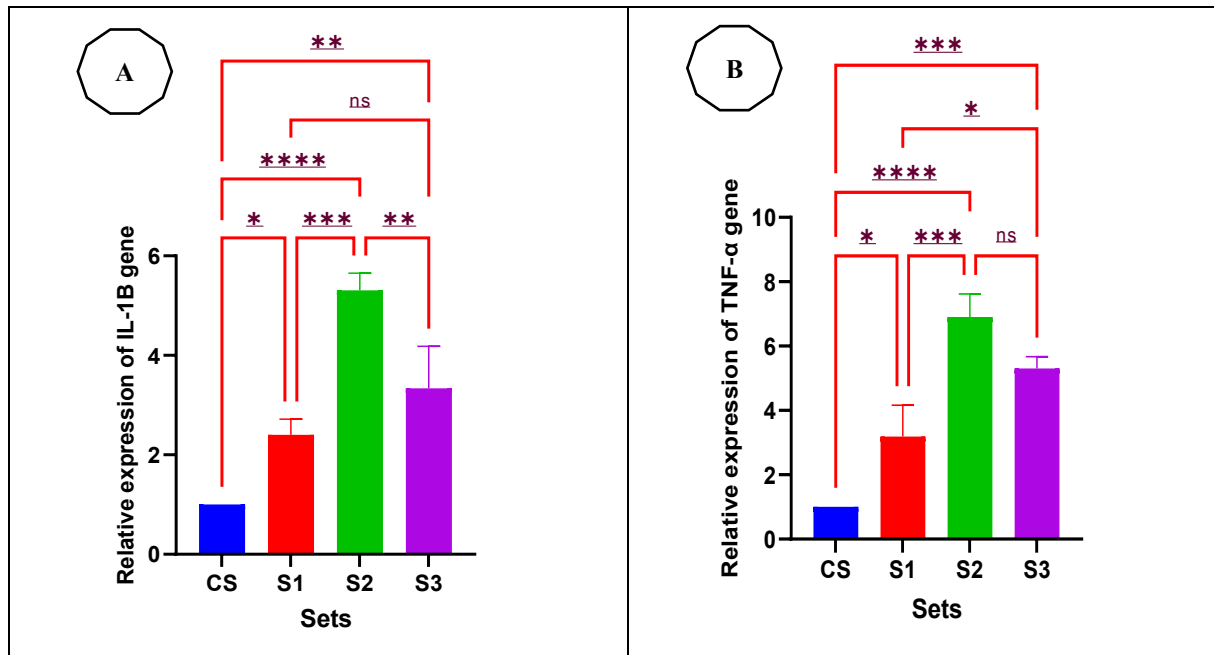 A
**
ns
****
*
***
**
Relative expression of IL-1B gene
6
4
2
0
CS S1 S2 S3
Sets
B
***
*
****
*
***
ns
Relative expression of TNF-α gene
10
8
6
4
2
0
CS S1 S2 S3
Sets